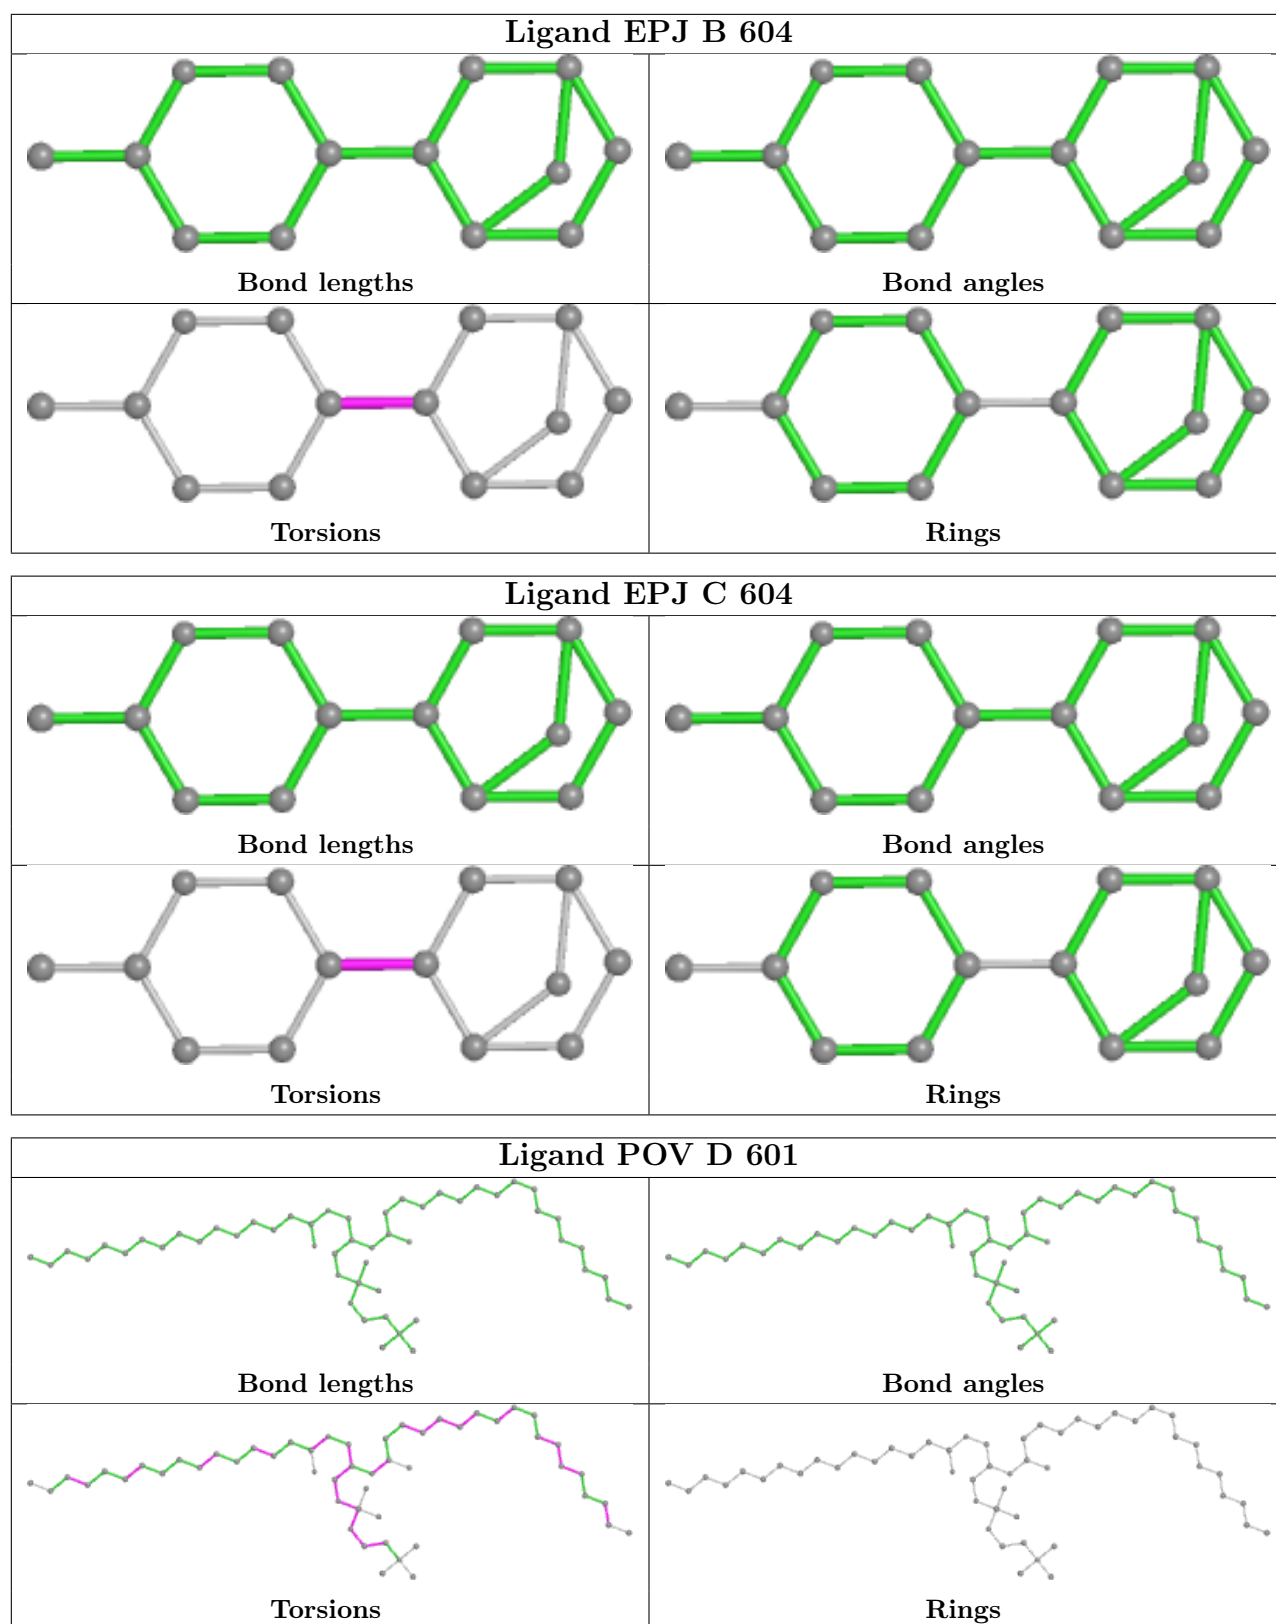 Ligand EPJ B 604
Bond lengths
Bond angles
Torsions
Rings
Ligand EPJ C 604
Bond lengths
Bond angles
Torsions
Rings
Ligand POV D 601
Bond lengths
Bond angles
Torsions
Rings